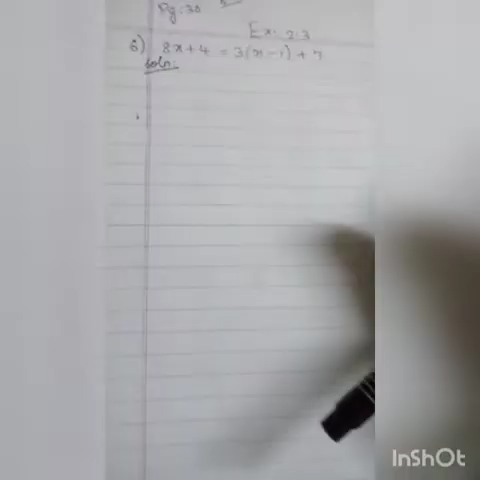 Pg: 30
Ex: 2.3
6) 8x+4 = 3(x-1) + 7
Soln:
InShOt